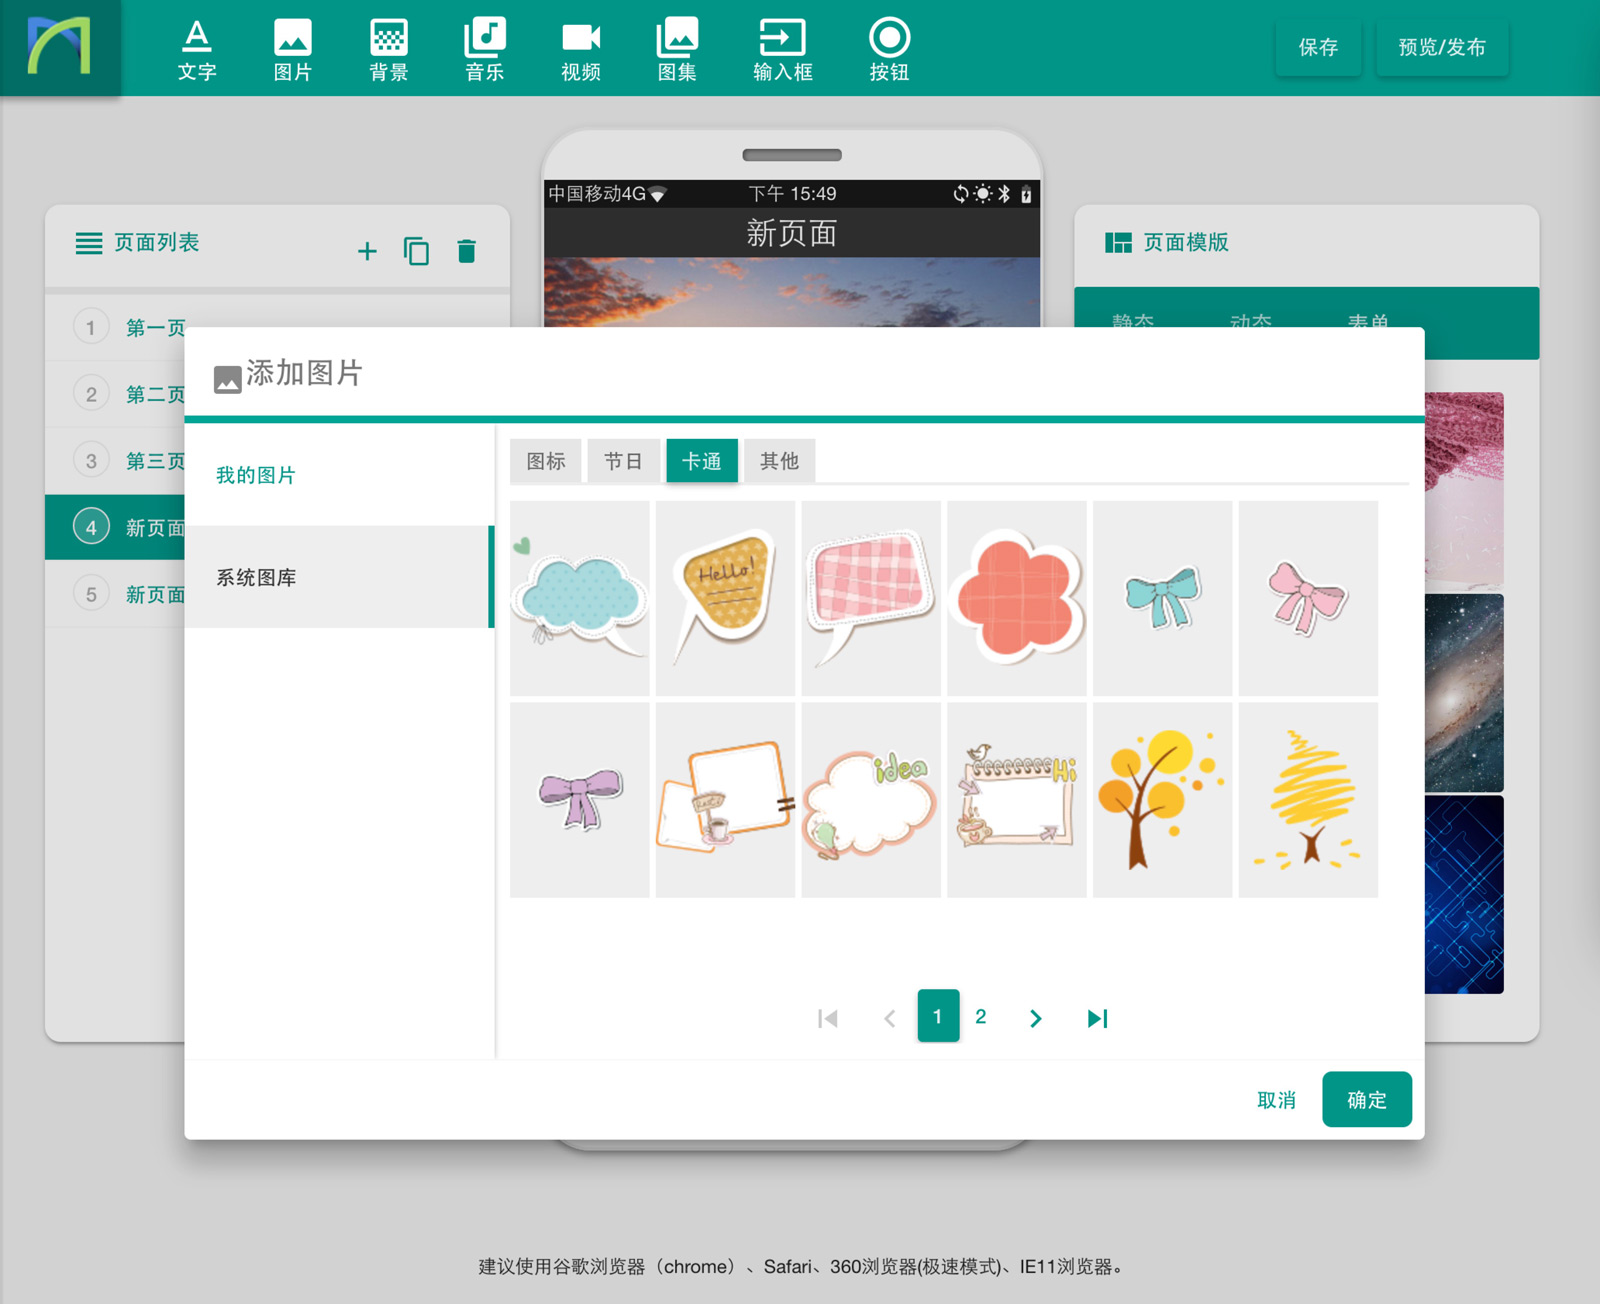 文字
图片
背景
音乐
视频
图集
输入框
按钮
保存
预览/发布
中国移动4G
下午 15:49
新页面
页面列表
1 第一页
2 第二页
3 第三页
4 新页面
5 新页面
页面模版
静态
动态
表单
添加图片
我的图片
系统图库
图标
节日
卡通
其他
Hello!
idea
Hi
1
2
取消
确定
建议使用谷歌浏览器（chrome）、Safari、360浏览器(极速模式)、IE11浏览器。